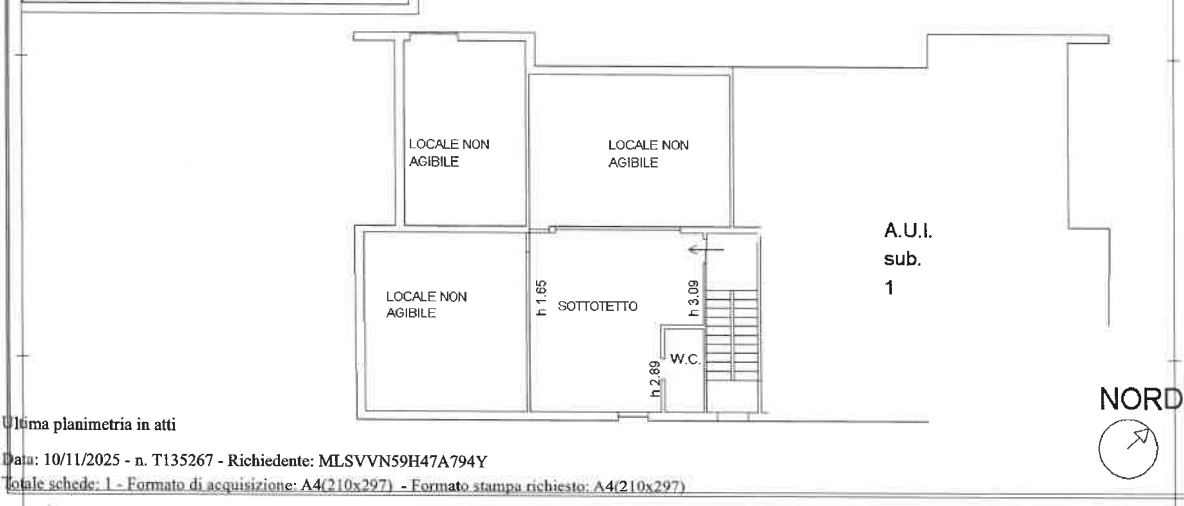 LOCALE NON
AGIBILE
LOCALE NON
AGIBILE
A.U.I.
sub.
1
LOCALE NON
AGIBILE
h 1.65
SOTTOTETTO
h 3.09
W.C.
h 2.89
NORD
Ultima planimetria in atti
Data: 10/11/2025 - n. T135267 - Richiedente: MLSVVN59H47A794Y
Totale schede: 1 - Formato di acquisizione: A4(210x297) - Formato stampa richiesto: A4(210x297)